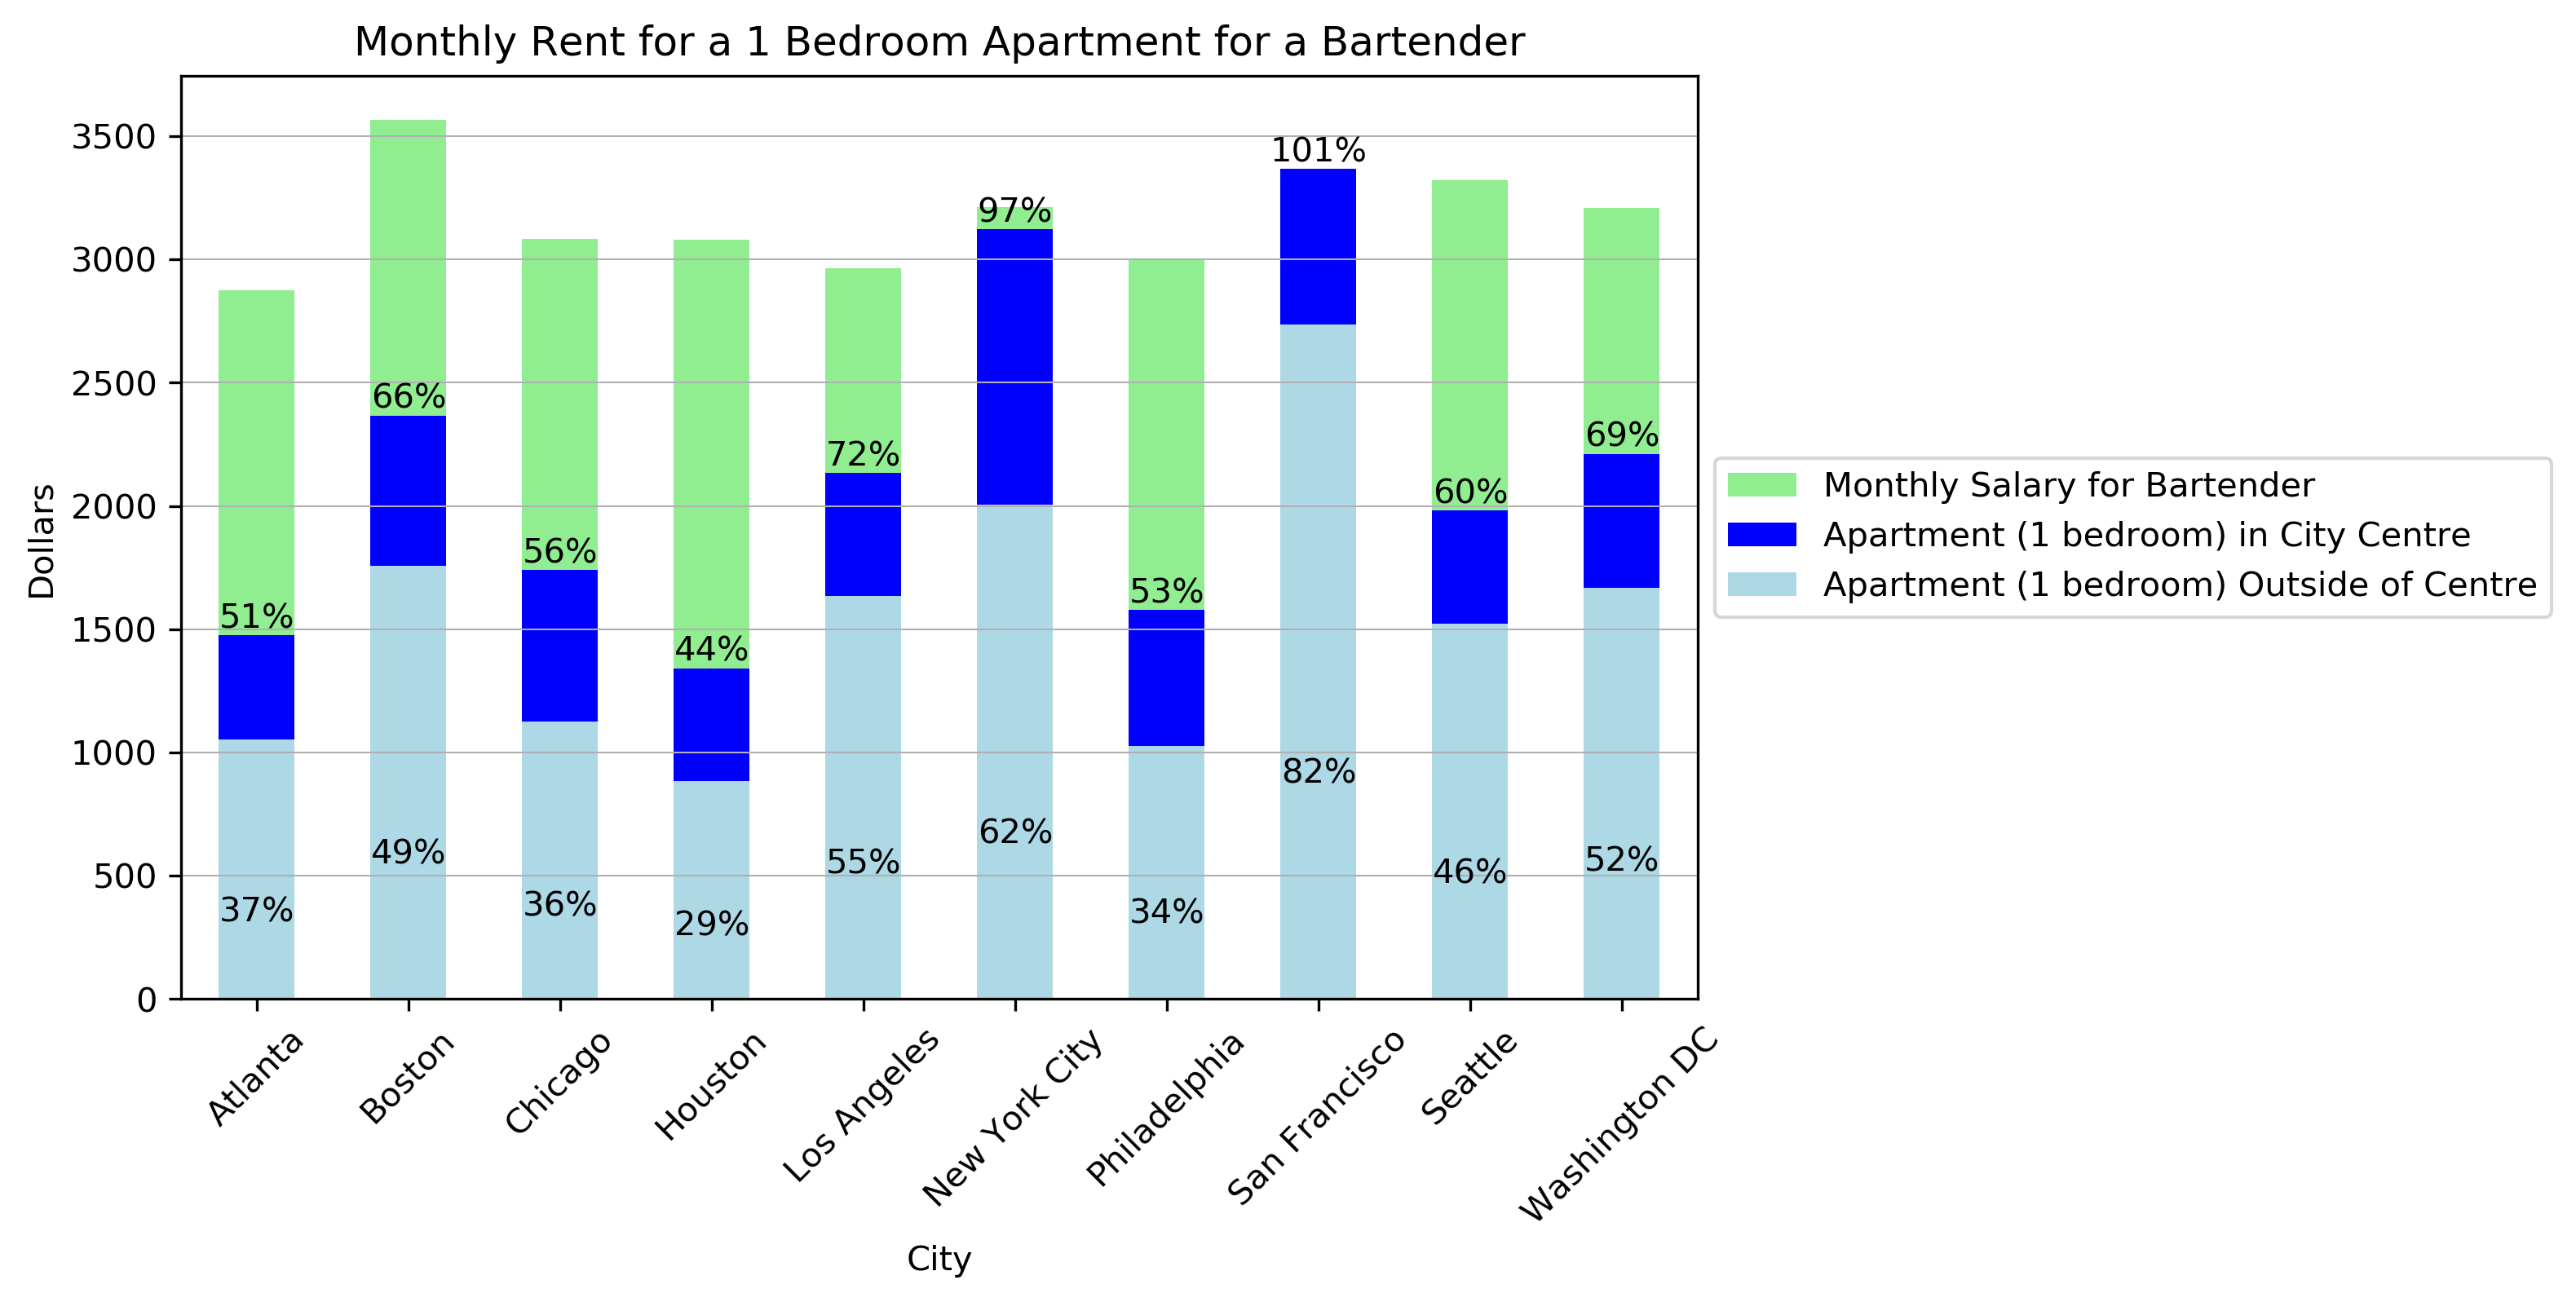 Monthly Rent for a 1 Bedroom Apartment for a Bartender
Dollars
3500
3000
2500
2000
1500
1000
500
0
101%
97%
66%
69%
72%
60%
56%
53%
51%
44%
82%
62%
49%
55%
52%
46%
37%
36%
34%
29%
Atlanta
Boston
Chicago
Houston
Los Angeles
New York City
Philadelphia
San Francisco
Seattle
Washington DC
City
Monthly Salary for Bartender
Apartment (1 bedroom) in City Centre
Apartment (1 bedroom) Outside of Centre